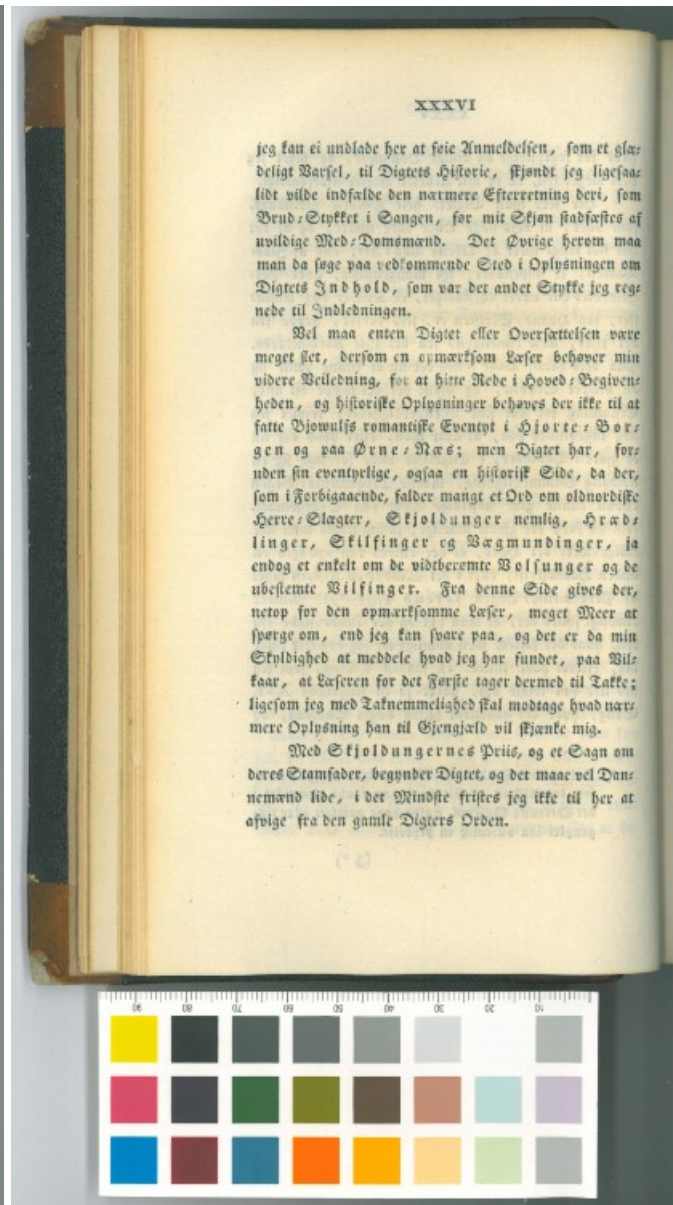 XXXVI
jeg kan ei undlade her at føie Anmeldelsen, som et glæ⸗
deligt Varsel, til Digtets Historie, skjøndt jeg ligesaa⸗
lidt vilde indfælde den nærmere Efterretning deri, som
Brud⸗Stykket i Sangen, før mit Skjøn stadfæstes af
uvildige Med⸗Domsmænd. Det Øvrige herom maa
man da søge paa vedkommende Sted i Oplysningen om
Digtets Indhold, som var det andet Stykke jeg reg⸗
nede til Indledningen.
Vel maa enten Digtet eller Oversættelsen være
meget slet, dersom en opmærksom Læser behøver min
videre Veiledning, for at hitte Rede i Hoved⸗Begiven⸗
heden, og historiske Oplysninger behøves der ikke til at
fatte Bjowulfs romantiske Eventyt i Hjorte⸗Bor⸗
gen og paa Ørne⸗Næs; men Digtet har, for⸗
uden sin eventyrlige, ogsaa en historisk Side, da der,
som i Forbigaaende, falder mangt et Ord om oldnordiske
Herre⸗Slægter, Skjoldunger nemlig, Hræd⸗
linger, Skilfinger og Vægmundinger, ja
endog et enkelt om de vidtberømte Volsunger og de
ubestemte Vilfinger. Fra denne Side gives der,
netop for den opmærksomme Læser, meget Meer at
spørge om, end jeg kan svare paa, og det er da min
Skyldighed at meddele hvad jeg har fundet, paa Vil⸗
kaar, at Læseren for det Første tager dermed til Takke;
ligesom jeg med Taknemmelighed skal modtage hvad nær⸗
mere Oplysning han til Gjengjæld vil skjænke mig.
Med Skjoldungernes Priis, og et Sagn om
deres Stamfader, begynder Digtet, og det maae vel Dan⸗
nemænd lide, i det Mindste fristes jeg ikke til her at
afvige fra den gamle Digters Orden.
90 80 70 60 50 40 30 20 10